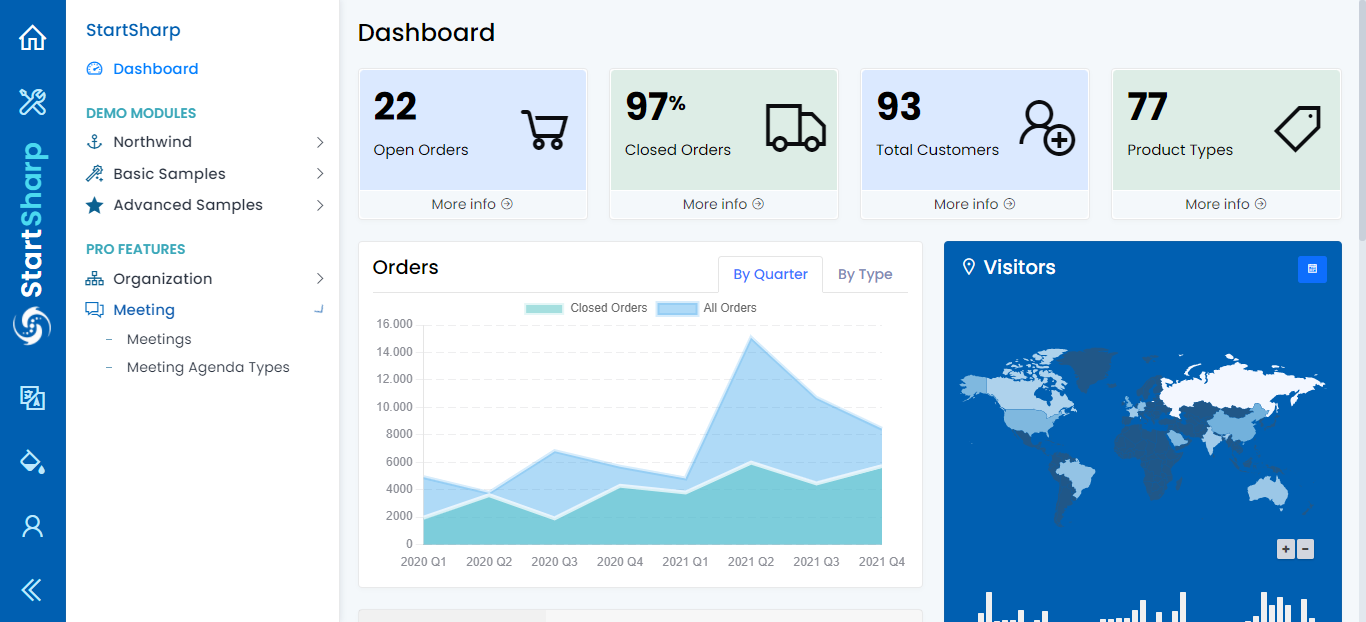 StartSharp
StartSharp
Dashboard
DEMO MODULES
Northwind
Basic Samples
Advanced Samples
PRO FEATURES
Organization
Meeting
Meetings
Meeting Agenda Types
Dashboard
22
Open Orders
More info
97%
Closed Orders
More info
93
Total Customers
More info
77
Product Types
More info
Orders
By Quarter
By Type
Closed Orders
All Orders
16.000
14.000
12.000
10.000
8000
6000
4000
2000
0
2020 Q1
2020 Q2
2020 Q3
2020 Q4
2021 Q1
2021 Q2
2021 Q3
2021 Q4
Visitors
+
−